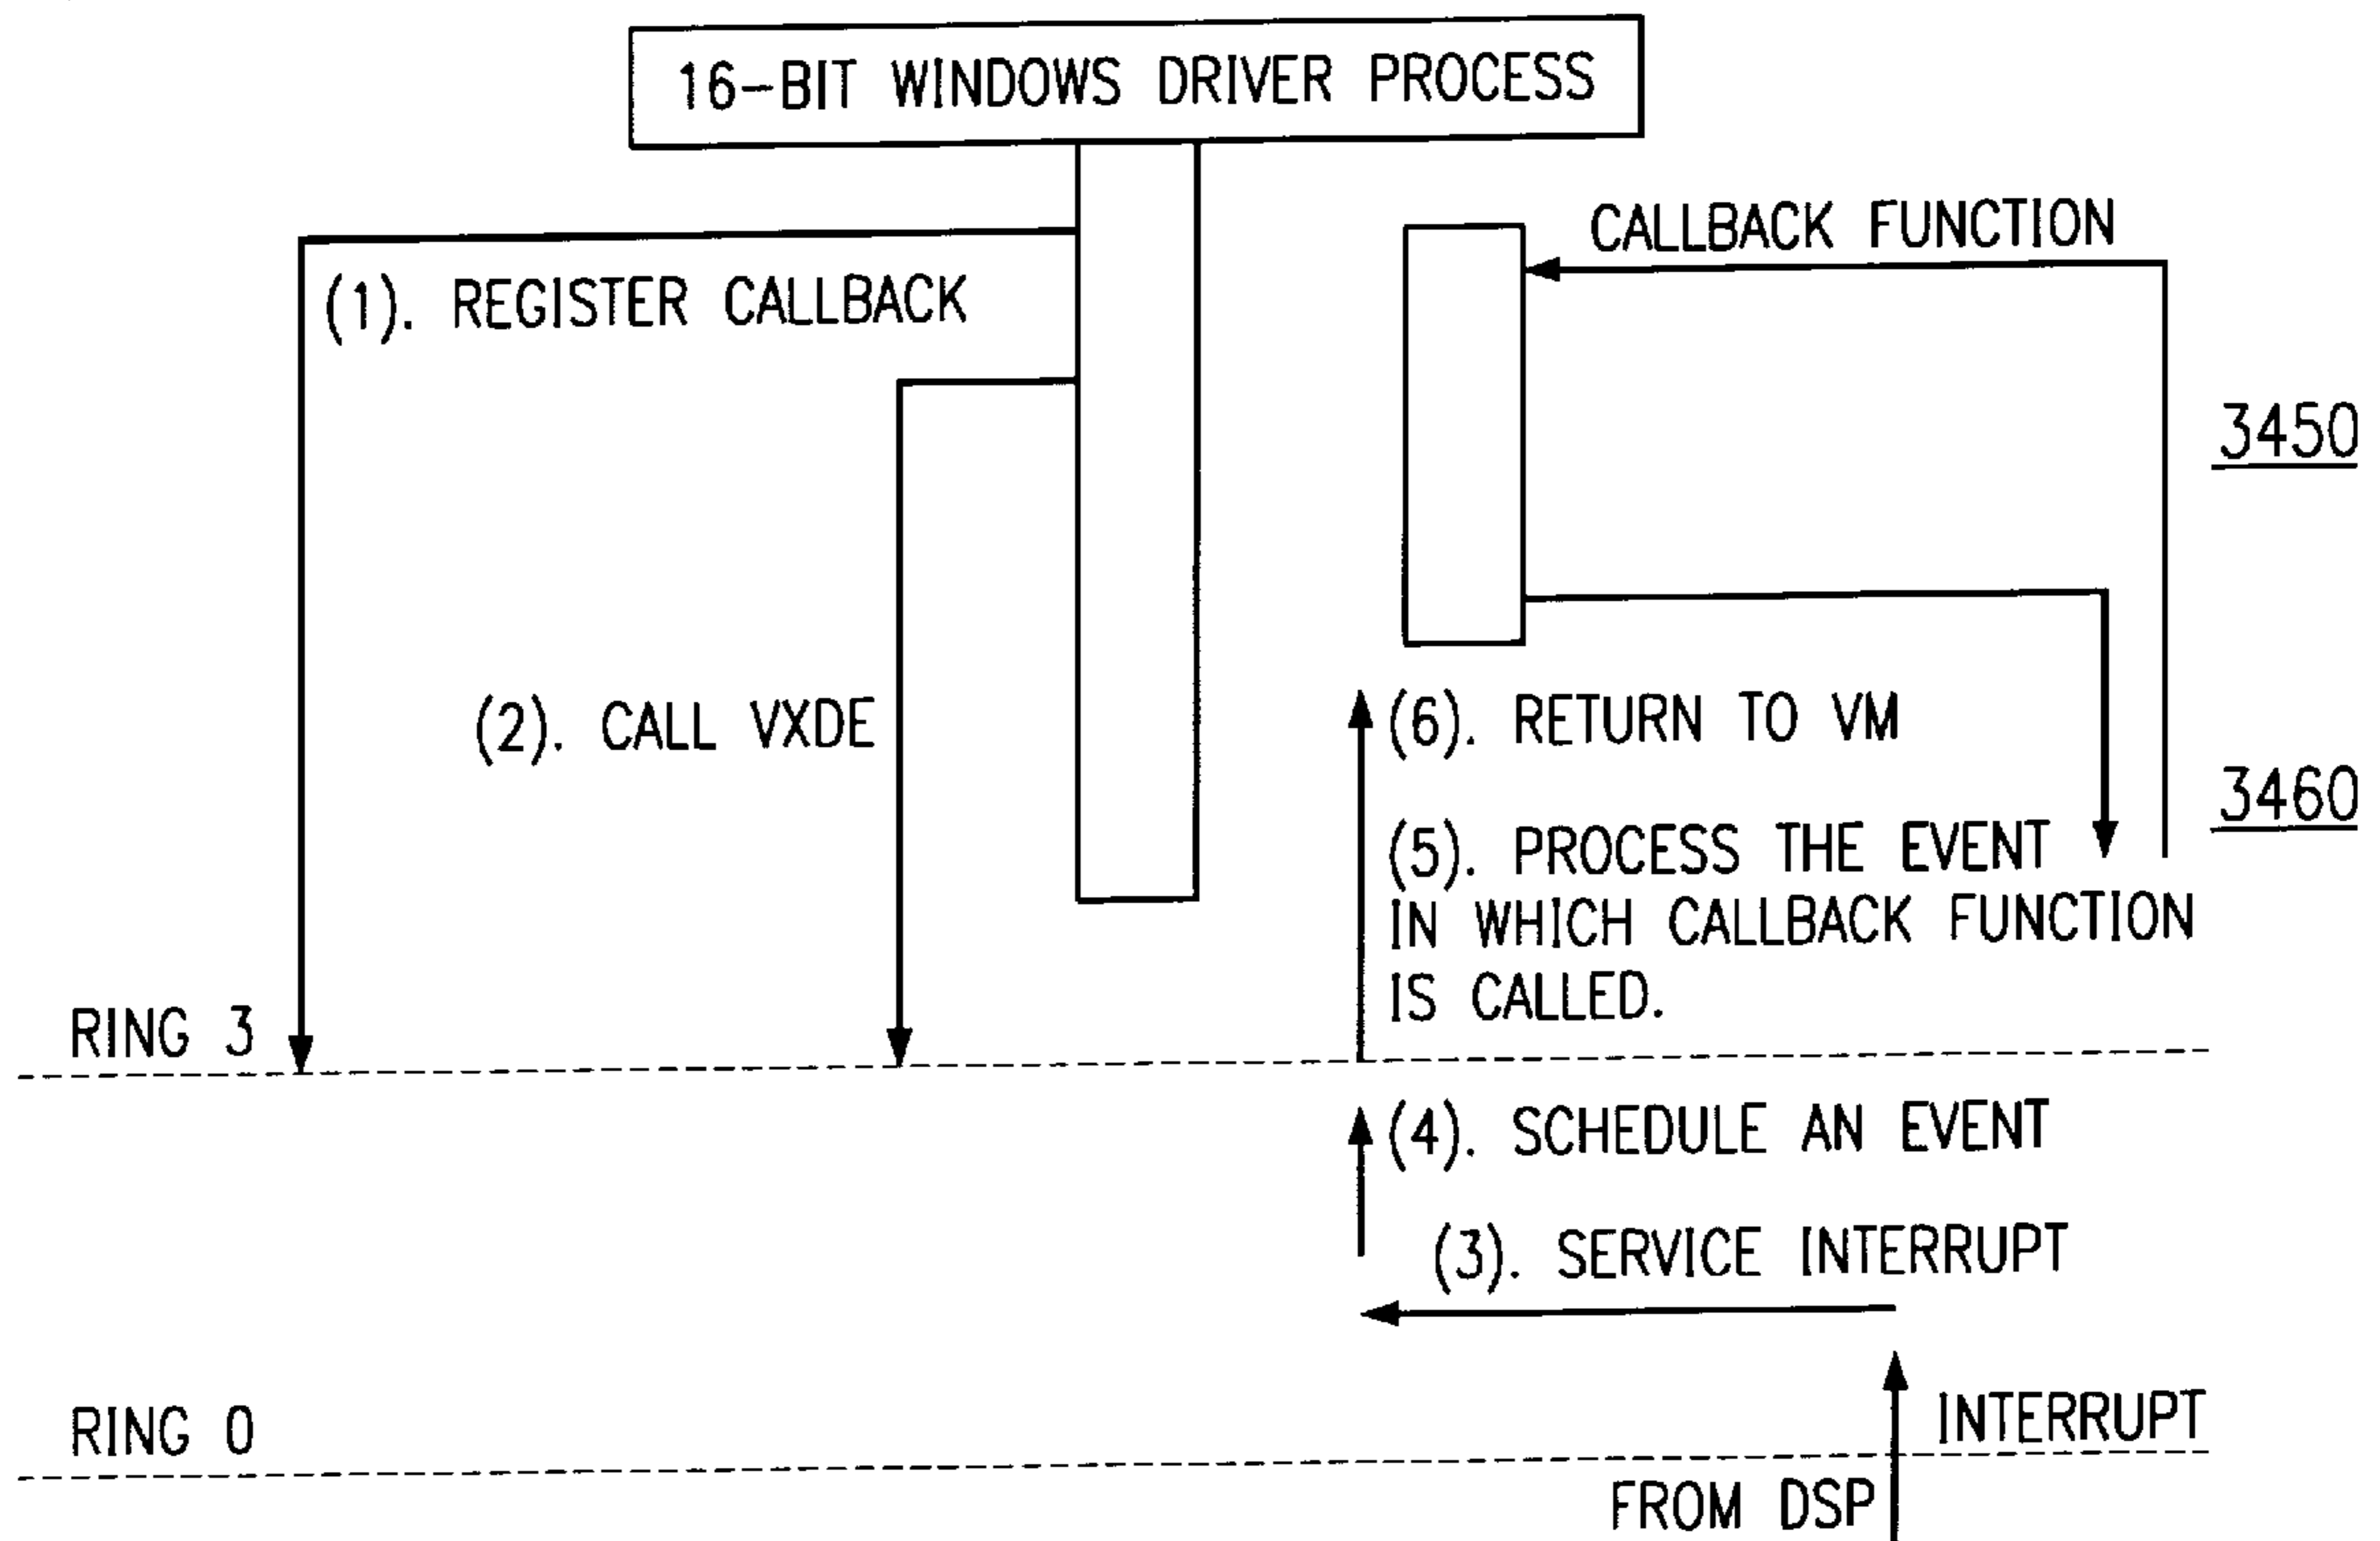 16-BIT WINDOWS DRIVER PROCESS
CALLBACK FUNCTION
(1). REGISTER CALLBACK
3450
(2). CALL VXDE
(6). RETURN TO VM
3460
(5). PROCESS THE EVENT
IN WHICH CALLBACK FUNCTION
IS CALLED.
RING 3
(4). SCHEDULE AN EVENT
(3). SERVICE INTERRUPT
RING 0
INTERRUPT
FROM DSP